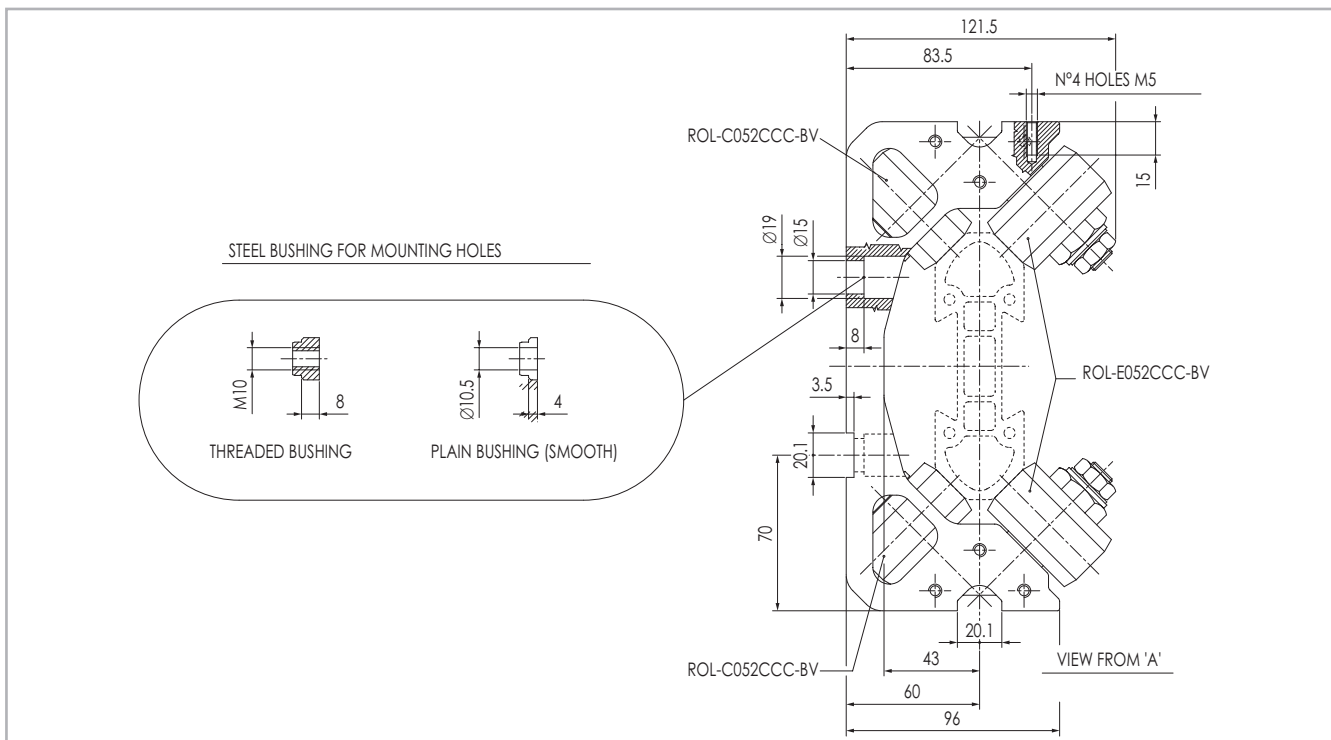 121.5
83.5
Nº4 HOLES M5
ROL-C052CCC-BV
15
Ø19
Ø15
STEEL BUSHING FOR MOUNTING HOLES
8
ROL-E052CCC-BV
3.5
M10
8
Ø10.5
4
THREADED BUSHING
PLAIN BUSHING (SMOOTH)
20.1
70
20.1
43
VIEW FROM 'A'
ROL-C052CCC-BV
60
96